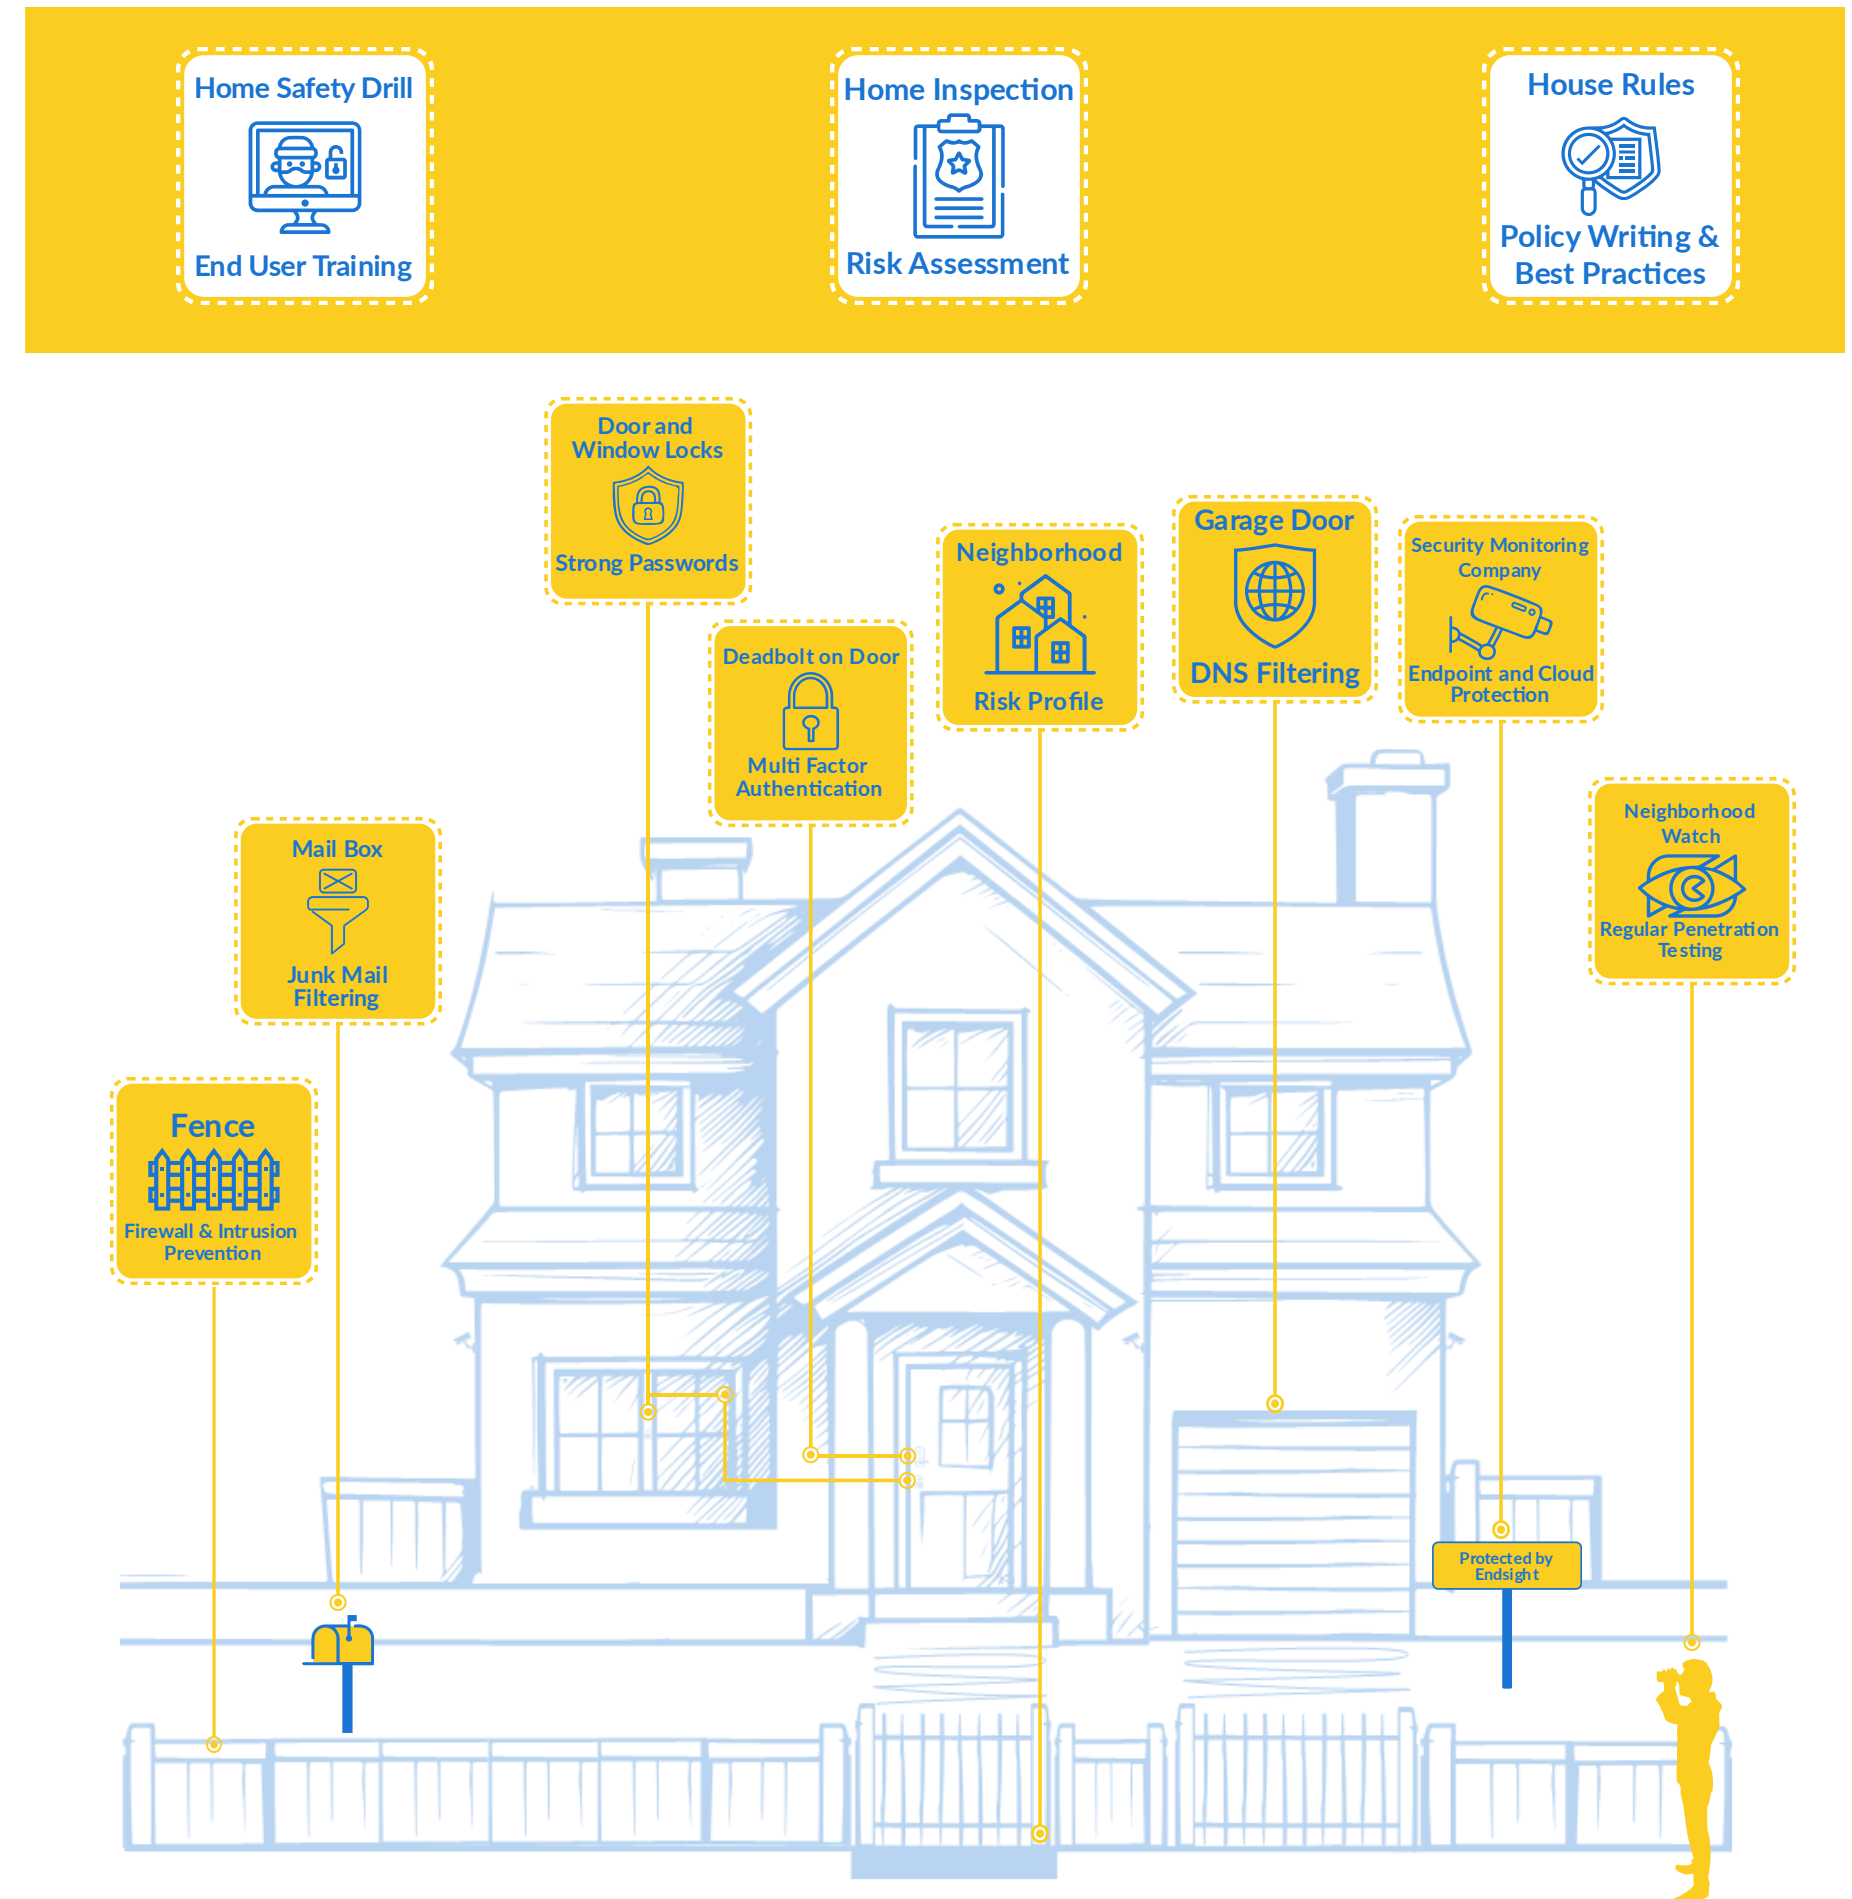 Home Safety Drill
End User Training
Home Inspection
Risk Assessment
House Rules
Policy Writing &
Best Practices
Door and
Window Locks
Strong Passwords
Deadbolt on Door
Multi Factor
Authentication
Neighborhood
Risk Profile
Garage Door
DNS Filtering
Security Monitoring
Company
Endpoint and Cloud
Protection
Neighborhood
Watch
Regular Penetration
Testing
Mail Box
Junk Mail
Filtering
Fence
Firewall & Intrusion
Prevention
Protected by
Endsight